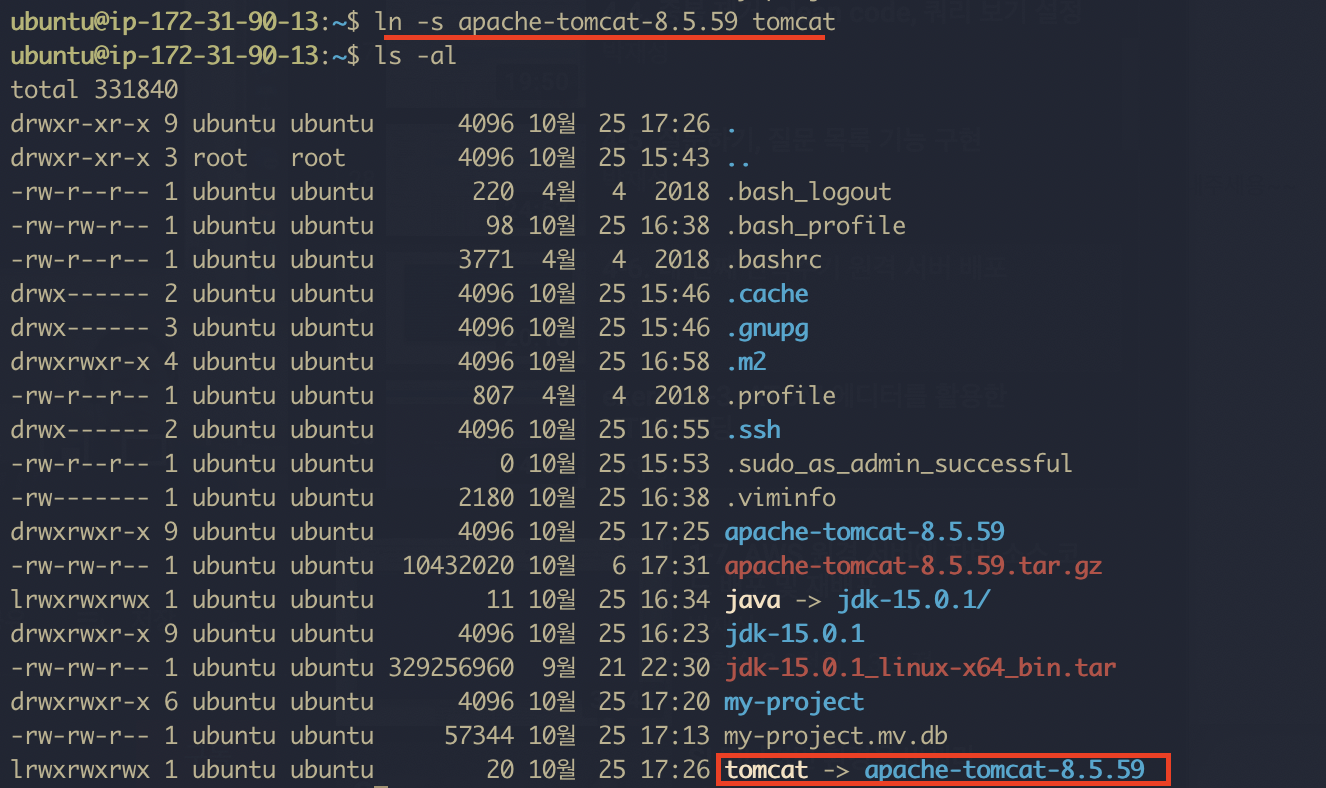 ubuntu@ip-172-31-90-13:~$ ln -s apache-tomcat-8.5.59 tomcat
ubuntu@ip-172-31-90-13:~$ ls -al
total 331840
drwxr-xr-x 9 ubuntu ubuntu      4096 10월  25 17:26 .
drwxr-xr-x 3 root   root        4096 10월  25 15:43 ..
-rw-r--r-- 1 ubuntu ubuntu       220  4월   4  2018 .bash_logout
-rw-rw-r-- 1 ubuntu ubuntu        98 10월  25 16:38 .bash_profile
-rw-r--r-- 1 ubuntu ubuntu      3771  4월   4  2018 .bashrc
drwx------ 2 ubuntu ubuntu      4096 10월  25 15:46 .cache
drwx------ 3 ubuntu ubuntu      4096 10월  25 15:46 .gnupg
drwxrwxr-x 4 ubuntu ubuntu      4096 10월  25 16:58 .m2
-rw-r--r-- 1 ubuntu ubuntu       807  4월   4  2018 .profile
drwx------ 2 ubuntu ubuntu      4096 10월  25 16:55 .ssh
-rw-r--r-- 1 ubuntu ubuntu         0 10월  25 15:53 .sudo_as_admin_successful
-rw------- 1 ubuntu ubuntu      2180 10월  25 16:38 .viminfo
drwxrwxr-x 9 ubuntu ubuntu      4096 10월  25 17:25 apache-tomcat-8.5.59
-rw-rw-r-- 1 ubuntu ubuntu  10432020 10월   6 17:31 apache-tomcat-8.5.59.tar.gz
lrwxrwxrwx 1 ubuntu ubuntu        11 10월  25 16:34 java -> jdk-15.0.1/
drwxrwxr-x 9 ubuntu ubuntu      4096 10월  25 16:23 jdk-15.0.1
-rw-rw-r-- 1 ubuntu ubuntu 329256960  9월  21 22:30 jdk-15.0.1_linux-x64_bin.tar
drwxrwxr-x 6 ubuntu ubuntu      4096 10월  25 17:20 my-project
-rw-rw-r-- 1 ubuntu ubuntu     57344 10월  25 17:13 my-project.mv.db
lrwxrwxrwx 1 ubuntu ubuntu        20 10월  25 17:26 tomcat -> apache-tomcat-8.5.59